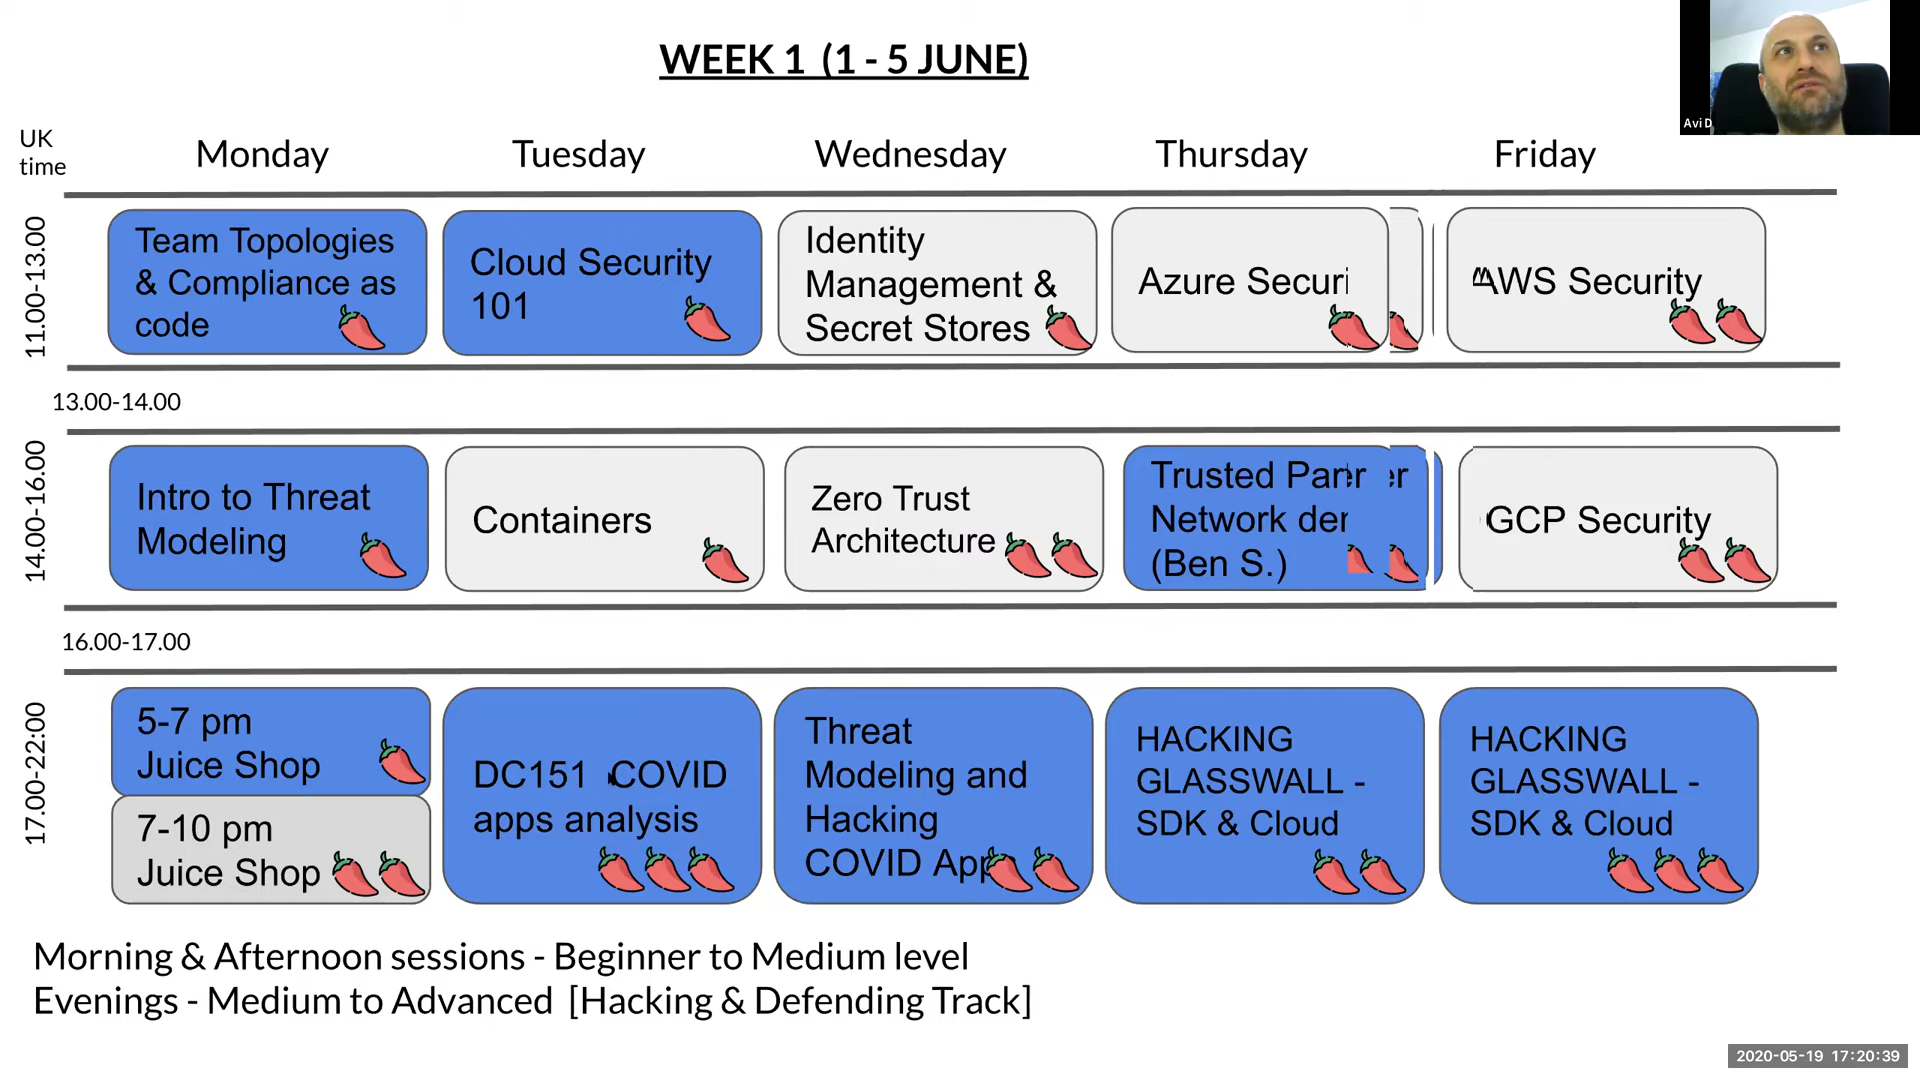 WEEK 1 (1 - 5 JUNE)
Avi D
UK
time
Monday Tuesday Wednesday Thursday Friday
11.00-13.00
Team Topologies
& Compliance as
code
Cloud Security
101
Identity
Management &
Secret Stores
Azure Securi
AWS Security
13.00-14.00
14.00-16.00
Intro to Threat
Modeling
Containers
Zero Trust
Architecture
Trusted
Network
(Ben S.)
GCP Security
16.00-17.00
17.00-22:00
5-7 pm
Juice Shop
7-10 pm
Juice Shop
DC151 COVID
apps analysis
Threat
Modeling and
Hacking
COVID App
HACKING
GLASSWALL -
SDK & Cloud
HACKING
GLASSWALL -
SDK & Cloud
Morning & Afternoon sessions - Beginner to Medium level
Evenings - Medium to Advanced [Hacking & Defending Track]
2020-05-19 17:20:39